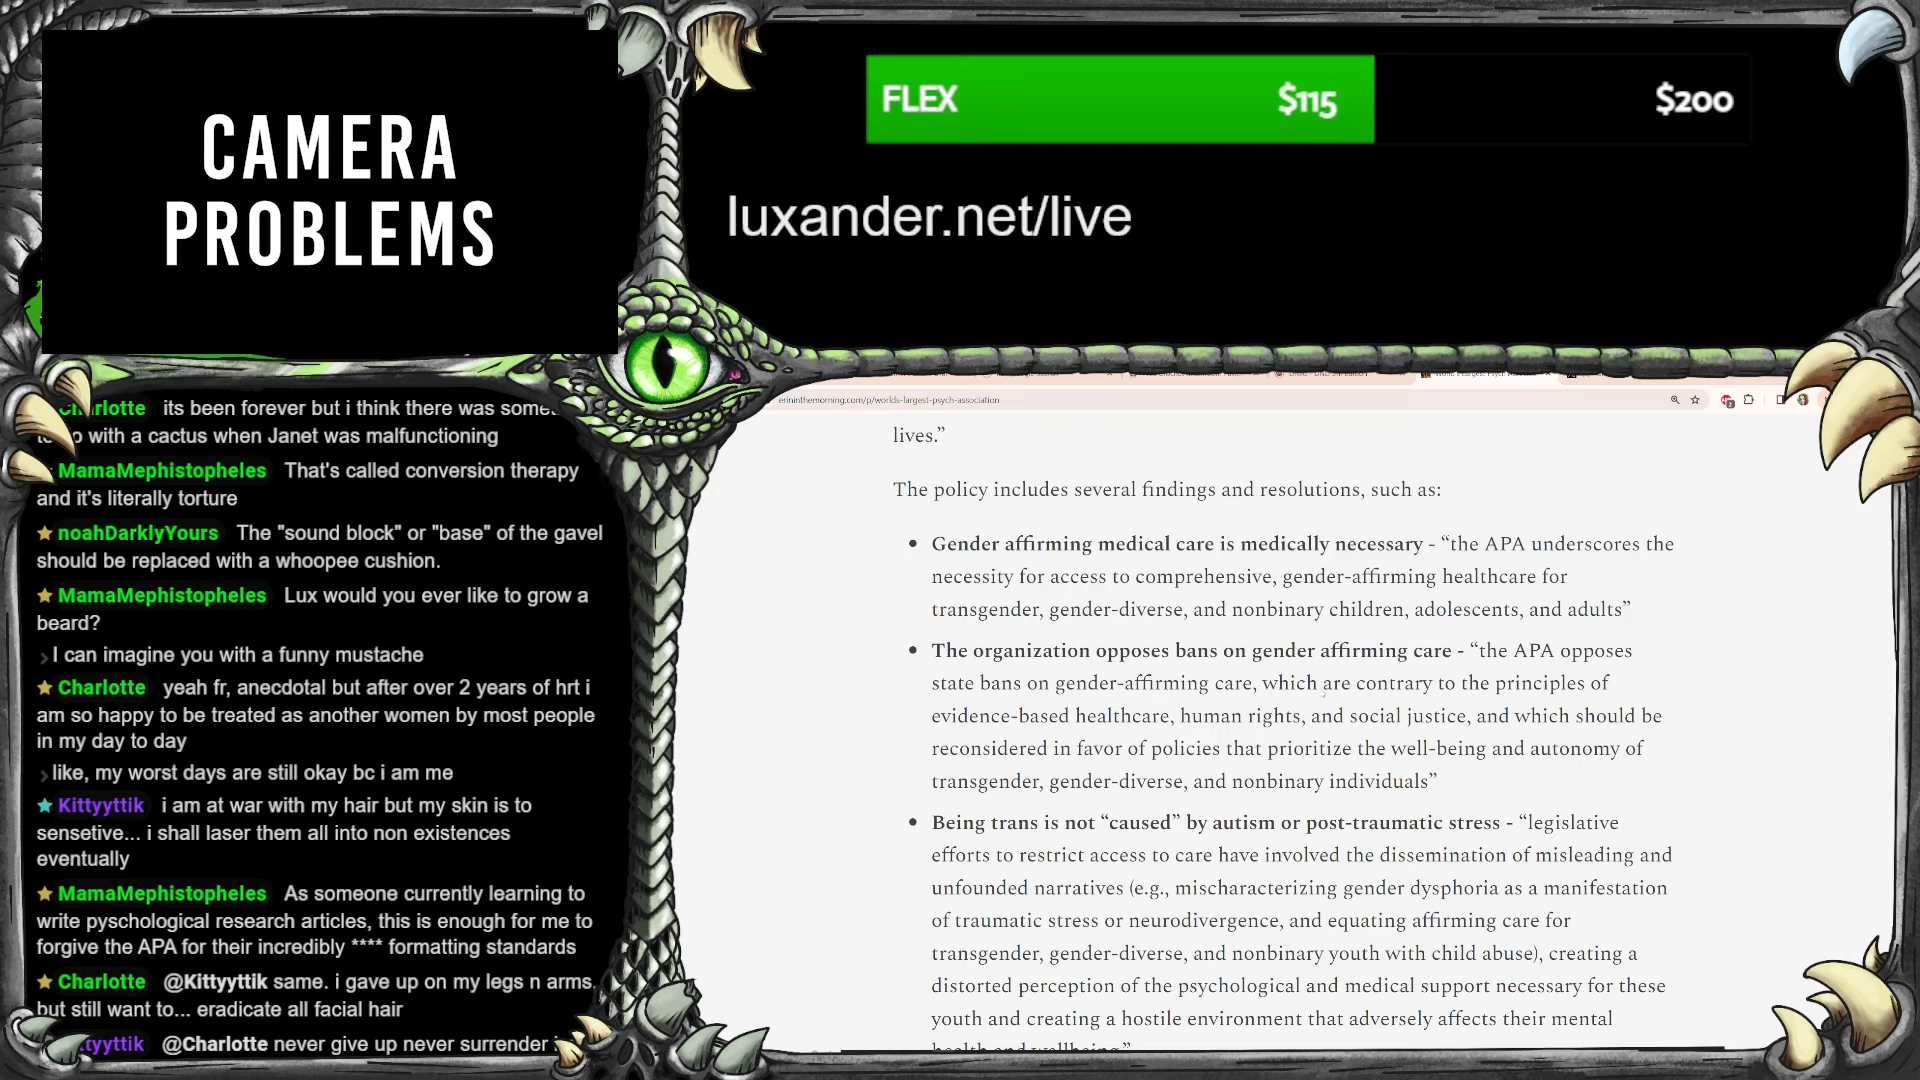 CAMERA
PROBLEMS
FLEX $115 $200
luxander.net/live
Charlotte its been forever but i think there was
with a cactus when Janet was malfunctioning
MamaMephistopheles That's called conversion therapy
and it's literally torture
noahDarklyYours The "sound block" or "base" of the gavel
should be replaced with a whoopee cushion.
MamaMephistopheles Lux would you ever like to grow a
beard?
I can imagine you with a funny mustache
Charlotte yeah fr, anecdotal but after over 2 years of hrt i
am so happy to be treated as another women by most people
in my day to day
like, my worst days are still okay bc i am me
Kittyyttik i am at war with my hair but my skin is to
sensetive... i shall laser them all into non existences
eventually
MamaMephistopheles As someone currently learning to
write pyschological research articles, this is enough for me to
forgive the APA for their incredibly **** formatting standards
Charlotte @Kittyyttik same. i gave up on my legs n arms,
but still want to... eradicate all facial hair
@Charlotte never give up never surrender
erininthemorning.com/p/worlds-largest-psych-association
lives.”
The policy includes several findings and resolutions, such as:
• Gender affirming medical care is medically necessary - “the APA underscores the
necessity for access to comprehensive, gender-affirming healthcare for
transgender, gender-diverse, and nonbinary children, adolescents, and adults”
• The organization opposes bans on gender affirming care - “the APA opposes
state bans on gender-affirming care, which are contrary to the principles of
evidence-based healthcare, human rights, and social justice, and which should be
reconsidered in favor of policies that prioritize the well-being and autonomy of
transgender, gender-diverse, and nonbinary individuals”
• Being trans is not “caused” by autism or post-traumatic stress - “legislative
efforts to restrict access to care have involved the dissemination of misleading and
unfounded narratives (e.g., mischaracterizing gender dysphoria as a manifestation
of traumatic stress or neurodivergence, and equating affirming care for
transgender, gender-diverse, and nonbinary youth with child abuse), creating a
distorted perception of the psychological and medical support necessary for these
youth and creating a hostile environment that adversely affects their mental
health and wellbeing”